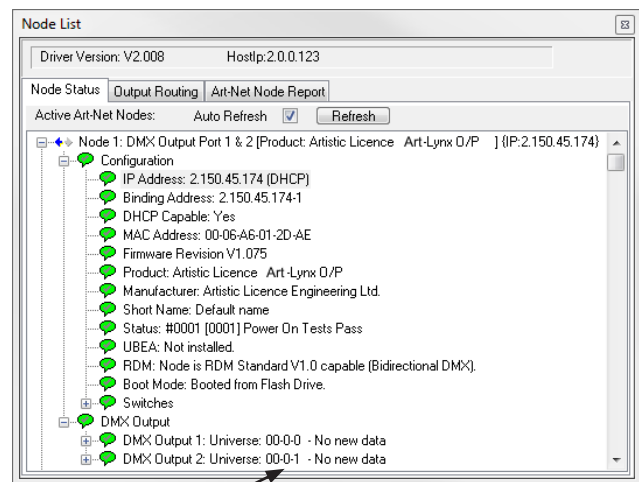 Node List
Driver Version: V2.008 HostIp:2.0.0.123
Node Status Output Routing Art-Net Node Report
Active Art-Net Nodes: Auto Refresh Refresh
Node 1: DMX Output Port 1 & 2 [Product: Artistic Licence Art-Lynx O/P ] {IP:2.150.45.174}
Configuration
IP Address: 2.150.45.174 (DHCP)
Binding Address: 2.150.45.174-1
DHCP Capable: Yes
MAC Address: 00-06-A6-01-2D-AE
Firmware Revision V1.075
Product: Artistic Licence Art-Lynx O/P
Manufacturer: Artistic Licence Engineering Ltd.
Short Name: Default name
Status: #0001 [0001] Power On Tests Pass
UBEA: Not installed.
RDM: Node is RDM Standard V1.0 capable (Bidirectional DMX).
Boot Mode: Booted from Flash Drive.
Switches
DMX Output
DMX Output 1: Universe: 00-0-0 - No new data
DMX Output 2: Universe: 00-0-1 - No new data